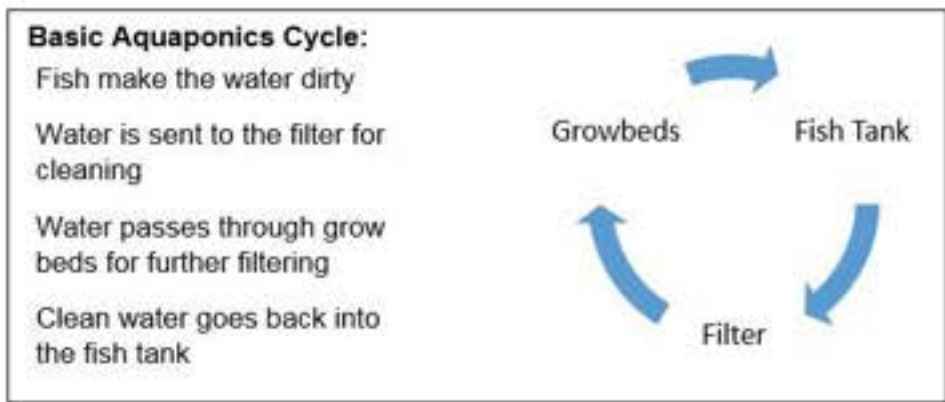 Basic Aquaponics Cycle:
Fish make the water dirty
Water is sent to the filter for
cleaning
Water passes through grow
beds for further filtering
Clean water goes back into
the fish tank
Growbeds
Fish Tank
Filter